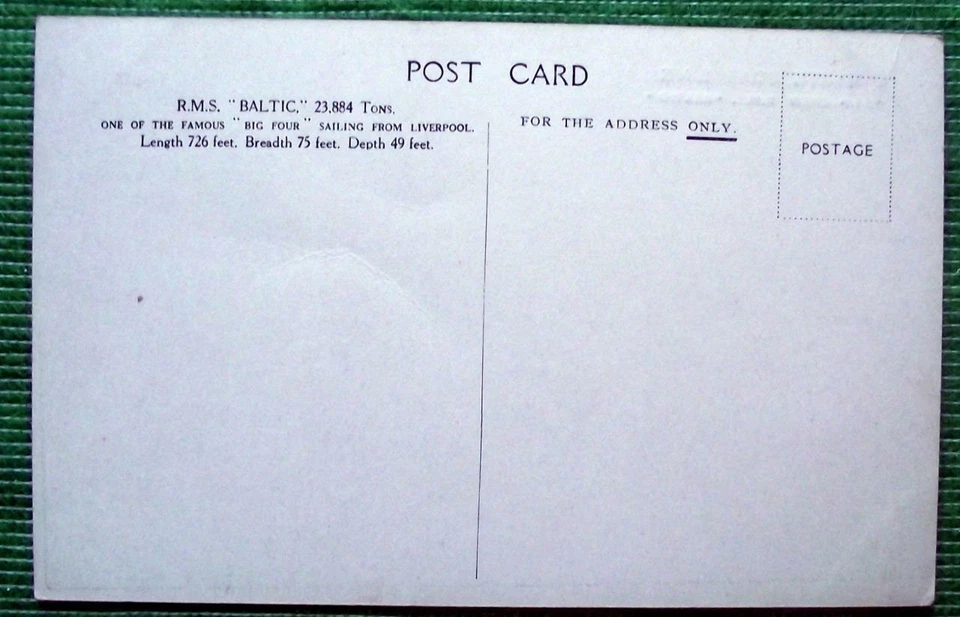 POST CARD
R.M.S. "BALTIC," 23,884 Tons.
ONE OF THE FAMOUS "BIG FOUR" SAILING FROM LIVERPOOL.
Length 726 feet. Breadth 75 feet. Depth 49 feet.
FOR THE ADDRESS ONLY.
POSTAGE